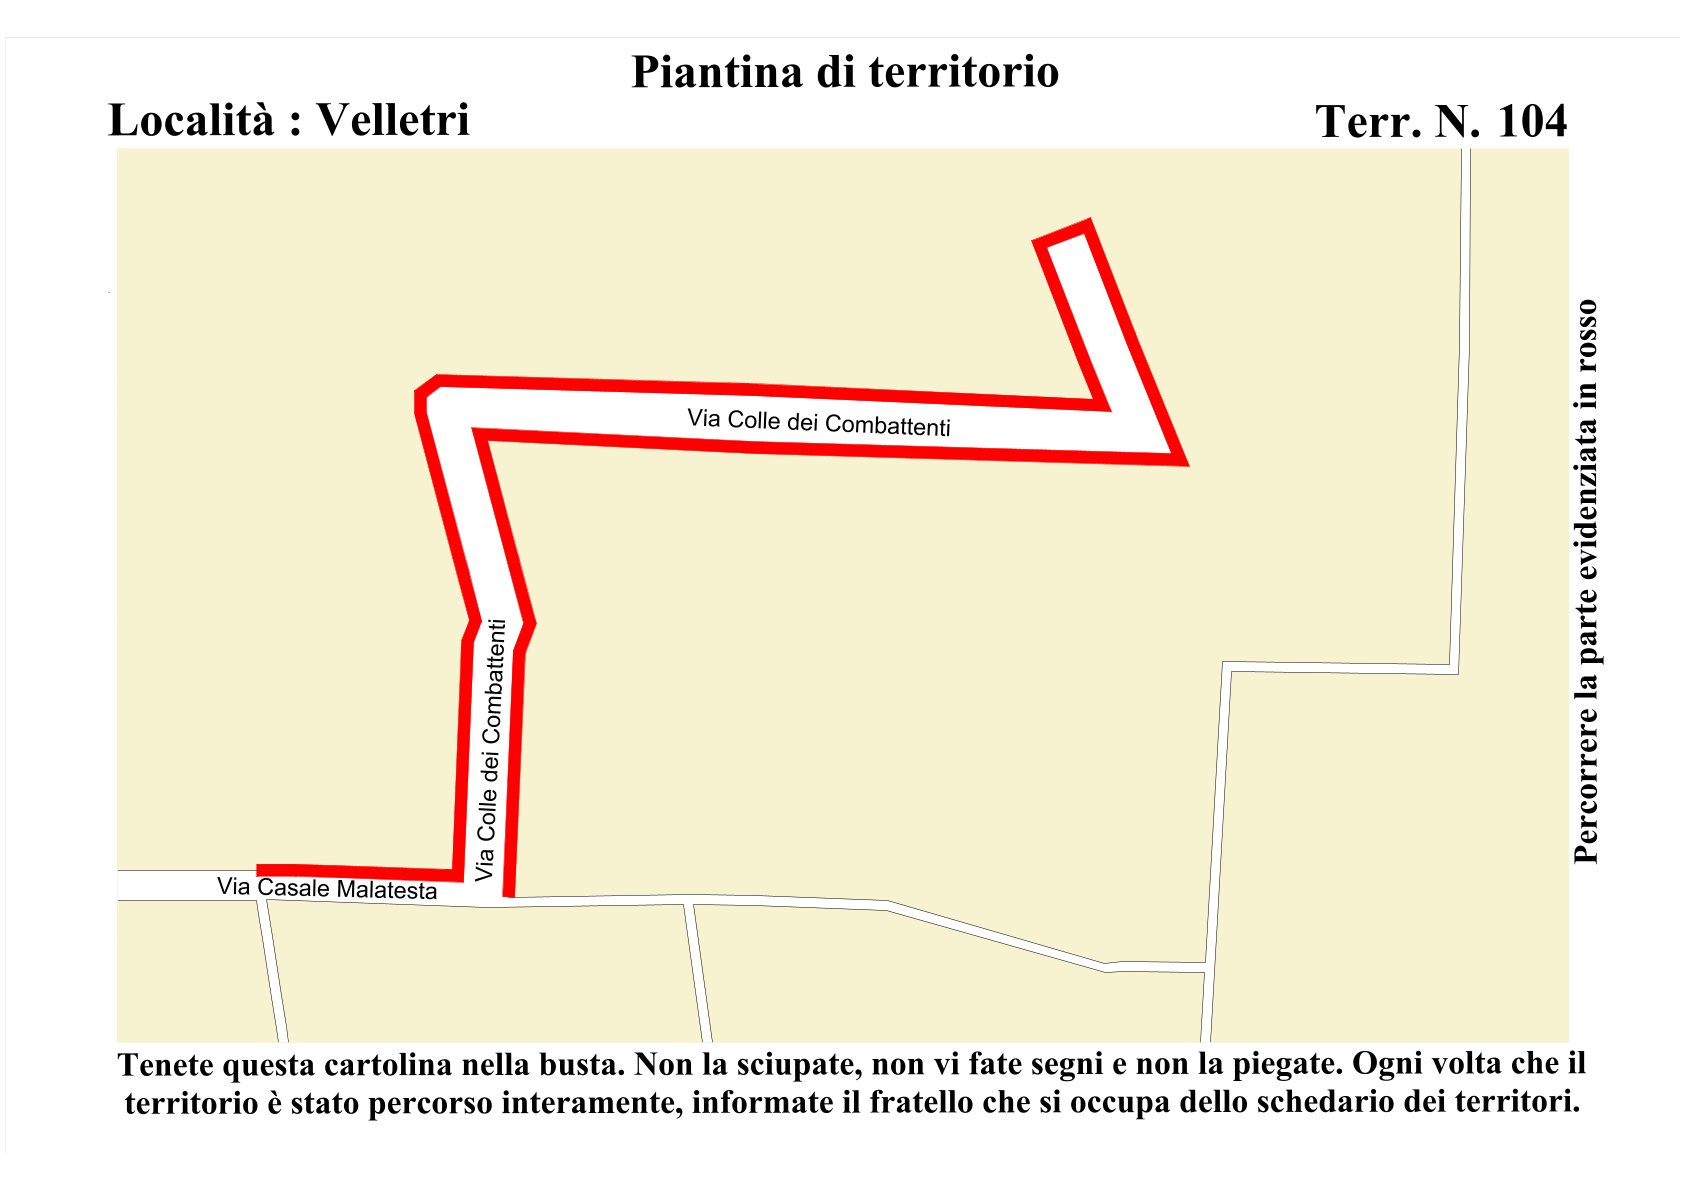 Piantina di territorio
Località : Velletri
Terr. N. 104
Via Colle dei Combattenti
Via Colle dei Combattenti
Via Casale Malatesta
Percorrere la parte evidenziata in rosso
Tenete questa cartolina nella busta. Non la sciupate, non vi fate segni e non la piegate. Ogni volta che il
territorio è stato percorso interamente, informate il fratello che si occupa dello schedario dei territori.